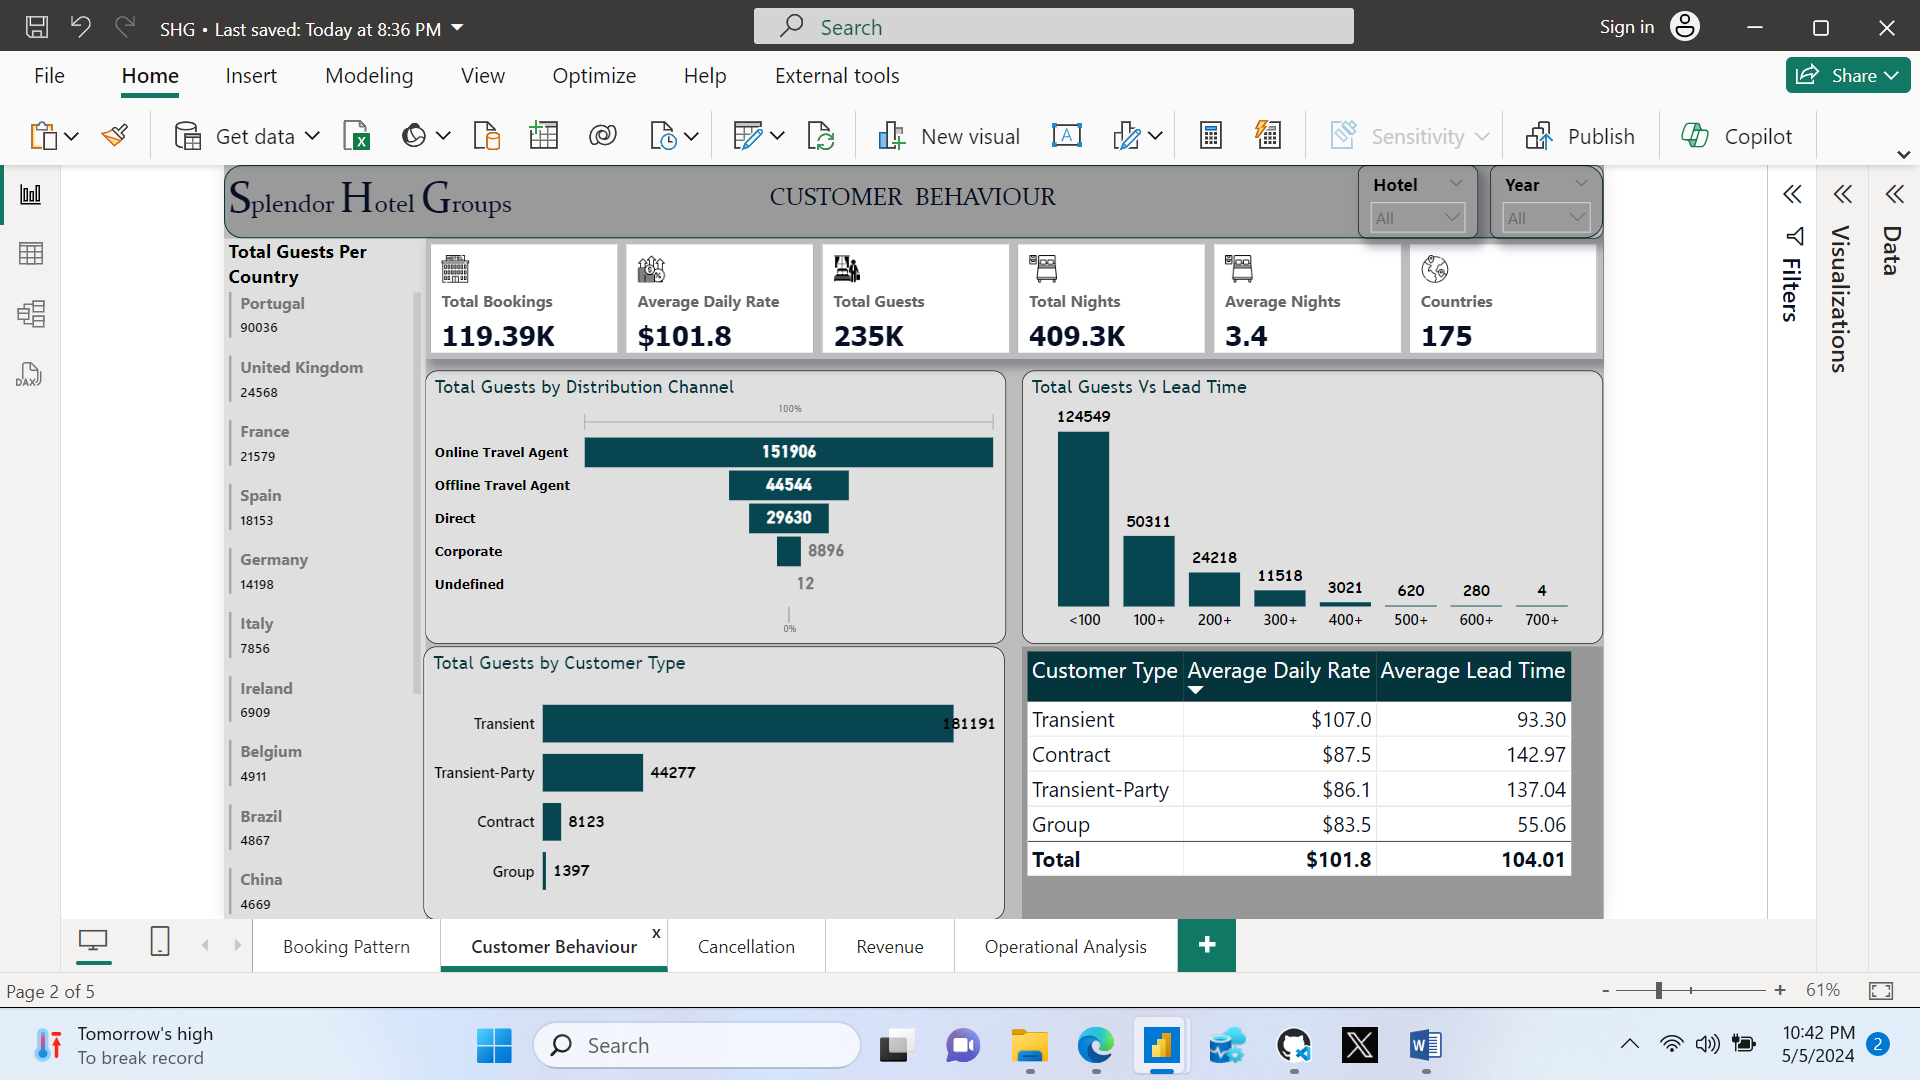 SHG • Last saved: Today at 8:36 PM
Search
Sign in
File
Home
Insert
Modeling
View
Optimize
Help
External tools
Share
Get data
New visual
Sensitivity
Publish
Copilot
Splendor Hotel Groups
CUSTOMER BEHAVIOUR
Hotel
All
Year
All
Total Guests Per
Country
Portugal
90036
United Kingdom
24568
France
21579
Spain
18153
Germany
14198
Italy
7856
Ireland
6909
Belgium
4911
Brazil
4867
China
4669
Total Bookings
119.39K
Average Daily Rate
$101.8
Total Guests
235K
Total Nights
409.3K
Average Nights
3.4
Countries
175
Total Guests by Distribution Channel
100%
Online Travel Agent 151906
Offline Travel Agent 44544
Direct 29630
Corporate 8896
Undefined 12
0%
Total Guests Vs Lead Time
124549 50311 24218 11518 3021 620 280 4
<100 100+ 200+ 300+ 400+ 500+ 600+ 700+
Total Guests by Customer Type
Transient 181191
Transient-Party 44277
Contract 8123
Group 1397
Customer Type Average Daily Rate Average Lead Time
Transient $107.0 93.30
Contract $87.5 142.97
Transient-Party $86.1 137.04
Group $83.5 55.06
Total $101.8 104.01
Filters
Visualizations
Data
DAX
Booking Pattern
Customer Behaviour
x
Cancellation
Revenue
Operational Analysis
+
Page 2 of 5
- + 61%
Tomorrow's high
To break record
Search
10:42 PM
5/5/2024
2